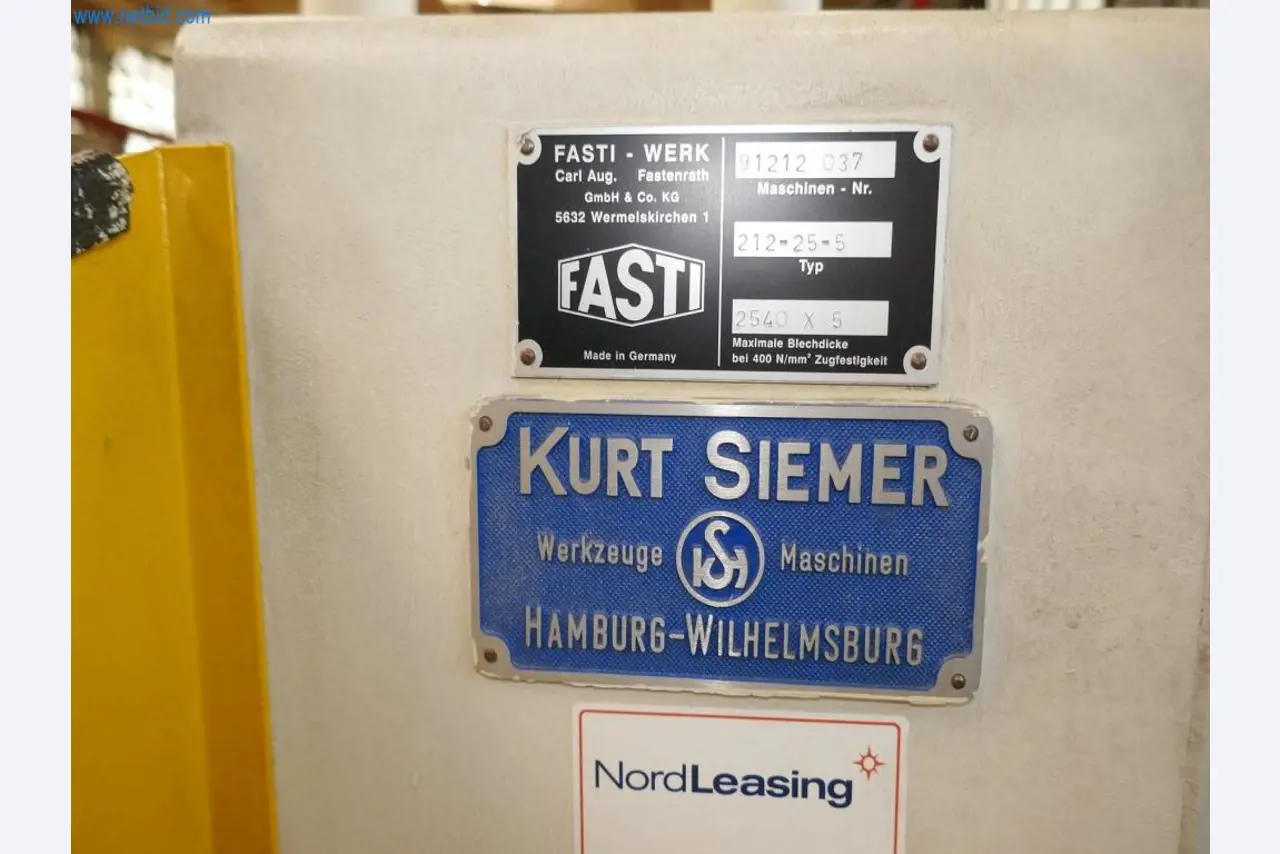 www.netbid.com
FASTI - WERK
Carl Aug. Fastenrath
GmbH & Co. KG
5632 Wermelskirchen 1
FASTI
Made in Germany
91212 037
Maschinen - Nr.
212-25-5
Typ
2540 X 5
Maximale Blechdicke
bei 400 N/mm² Zugfestigkeit
KURT SIEMER
Werkzeuge KSH Maschinen
HAMBURG-WILHELMSBURG
NordLeasing